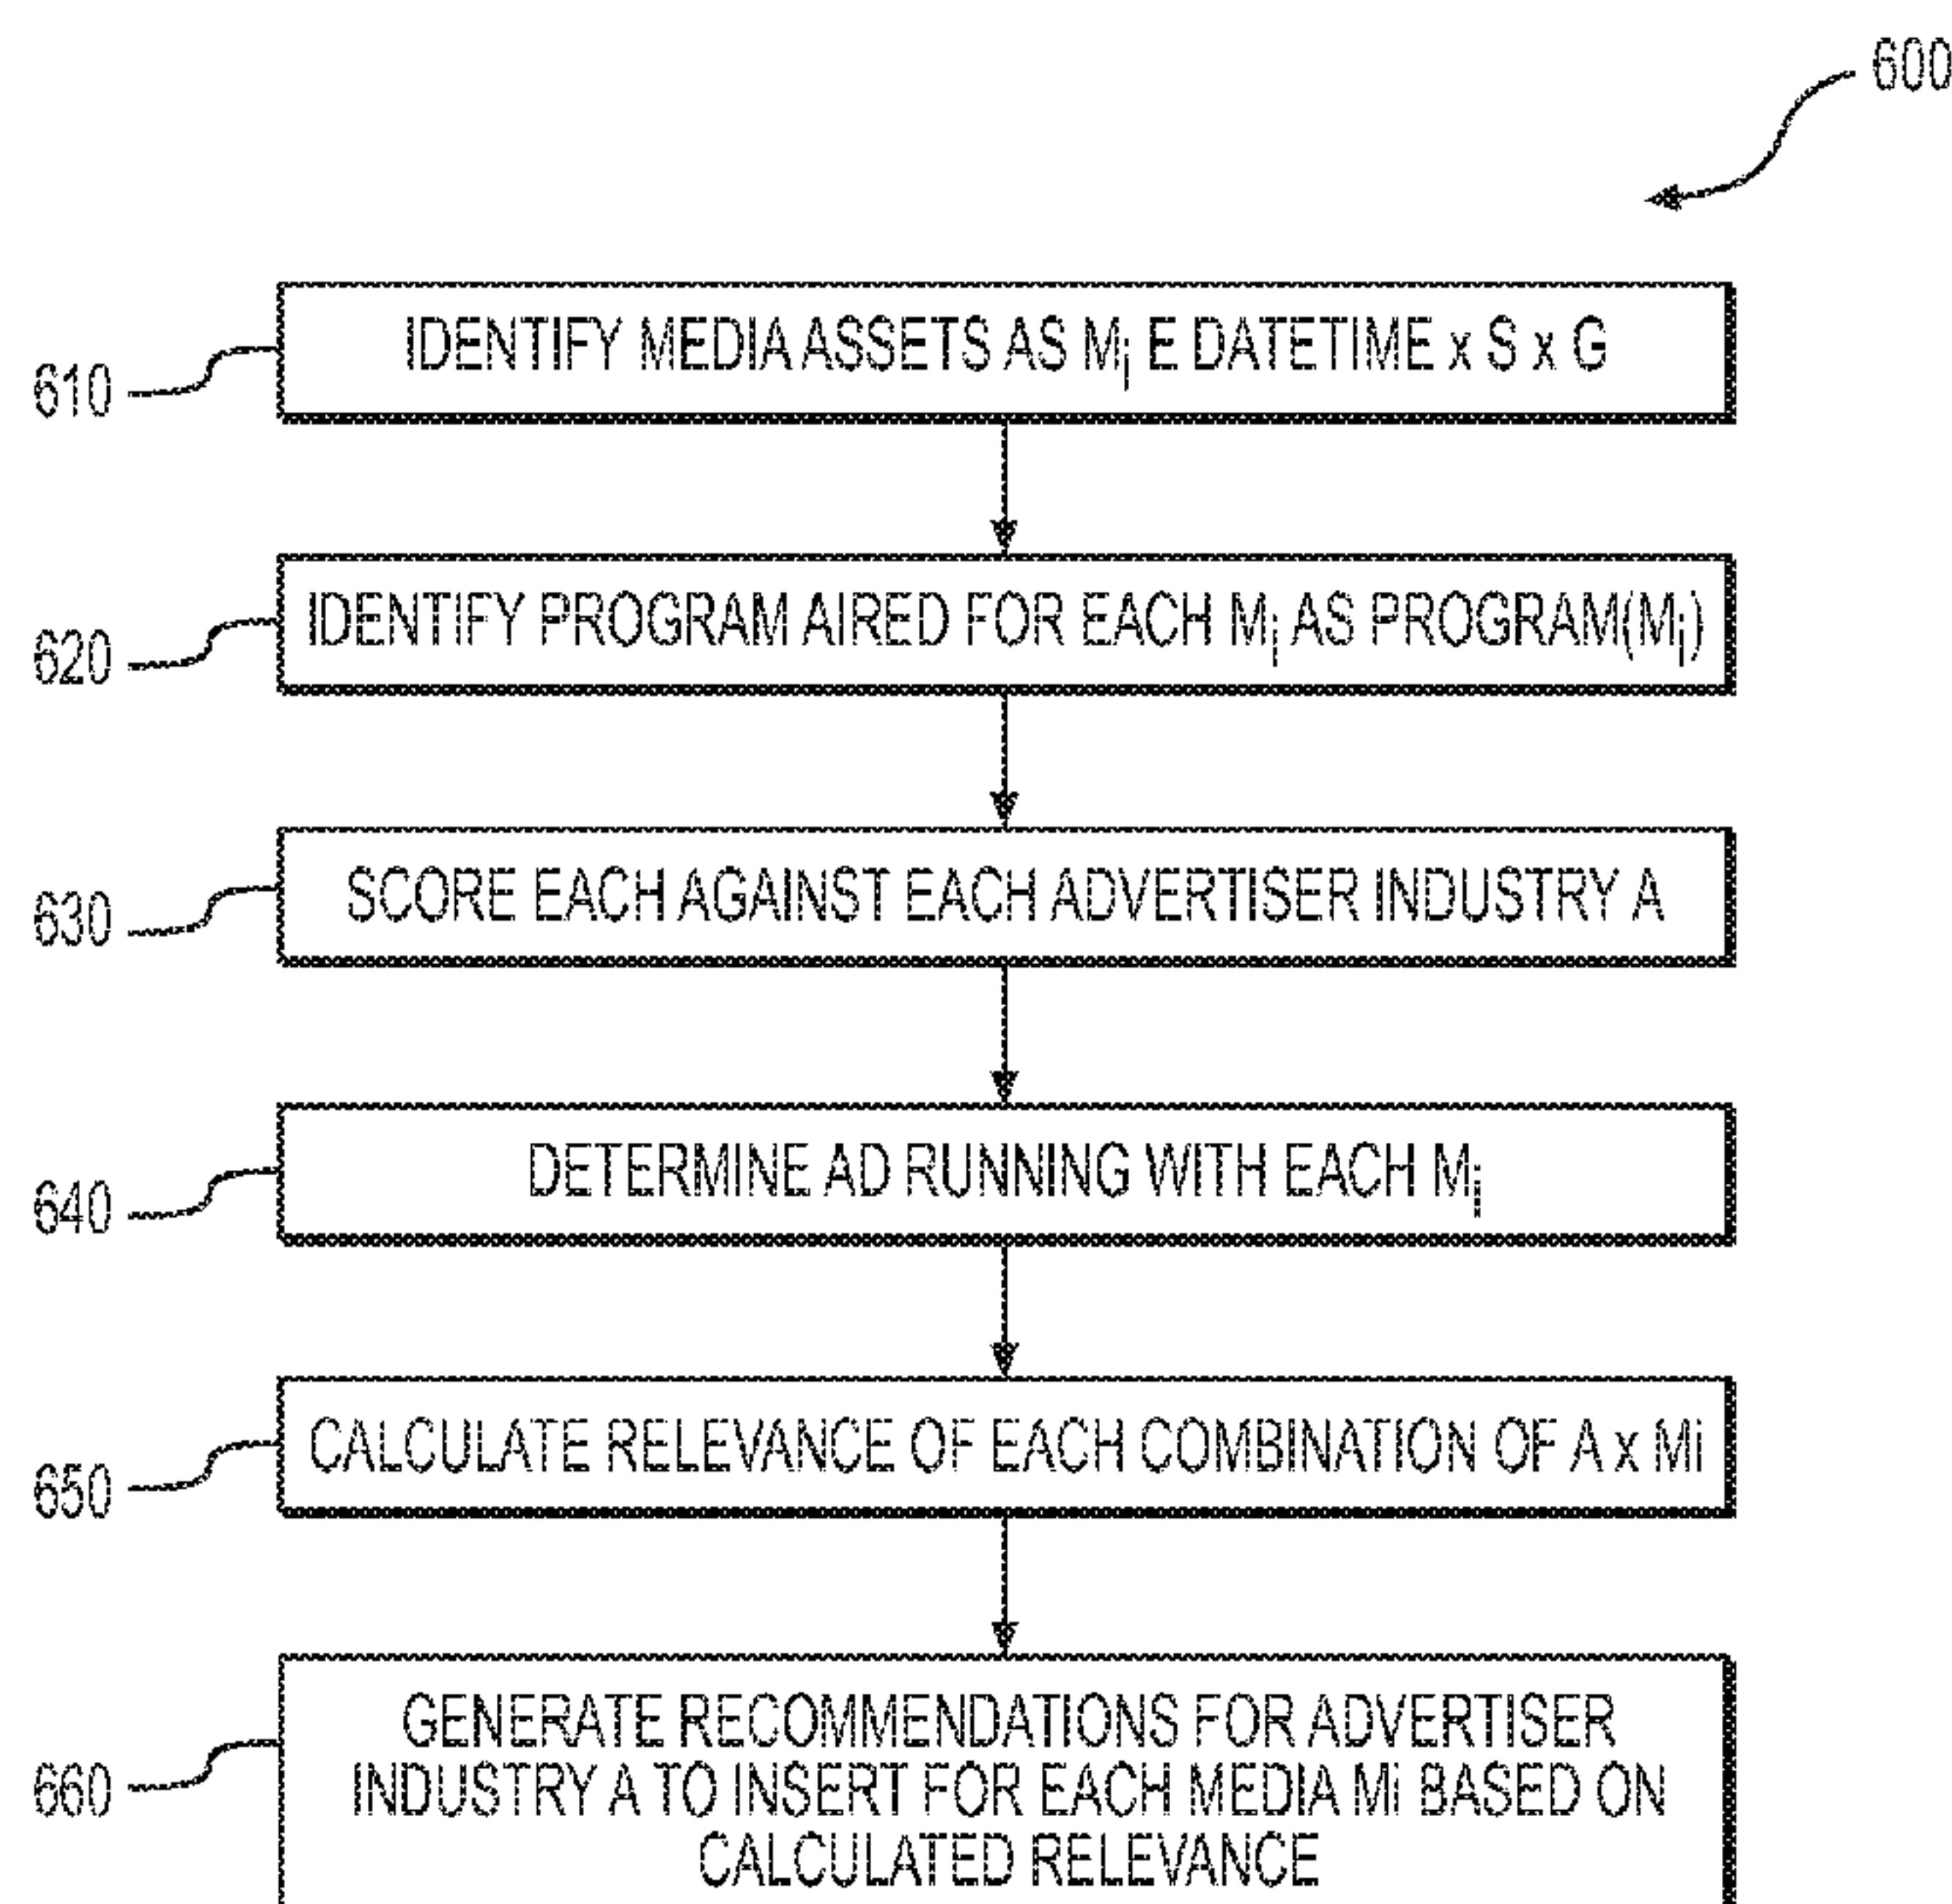 600
610
IDENTIFY MEDIA ASSETS AS Mi E DATETIME x S x G
620
IDENTIFY PROGRAM AIRED FOR EACH Mi AS PROGRAM(Mi)
630
SCORE EACH AGAINST EACH ADVERTISER INDUSTRY A
640
DETERMINE AD RUNNING WITH EACH Mi
650
CALCULATE RELEVANCE OF EACH COMBINATION OF A x Mi
660
GENERATE RECOMMENDATIONS FOR ADVERTISER
INDUSTRY A TO INSERT FOR EACH MEDIA Mi BASED ON
CALCULATED RELEVANCE